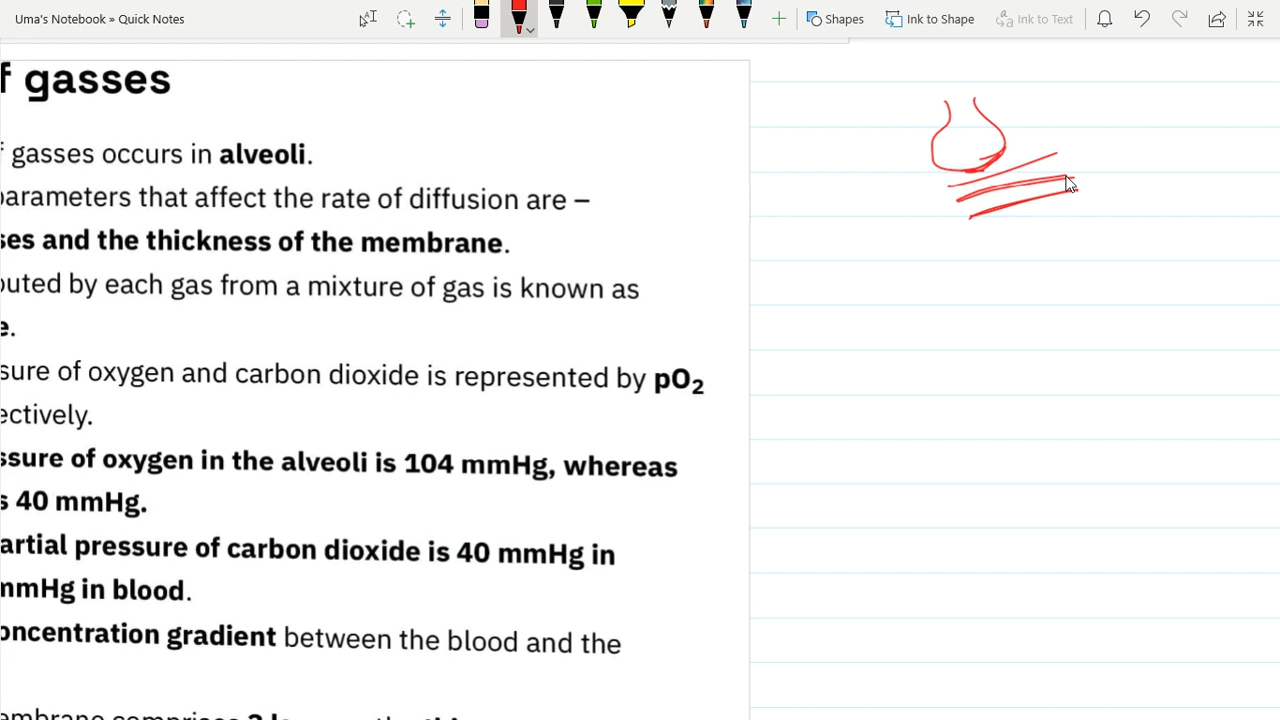 Uma's Notebook » Quick Notes
Shapes
Ink to Shape
Ink to Text
f gasses
gasses occurs in alveoli.
parameters that affect the rate of diffusion are –
ses and the thickness of the membrane.
outed by each gas from a mixture of gas is known as
e.
sure of oxygen and carbon dioxide is represented by pO₂
ectively.
ssure of oxygen in the alveoli is 104 mmHg, whereas
s 40 mmHg.
artial pressure of carbon dioxide is 40 mmHg in
mmHg in blood.
oncentration gradient between the blood and the